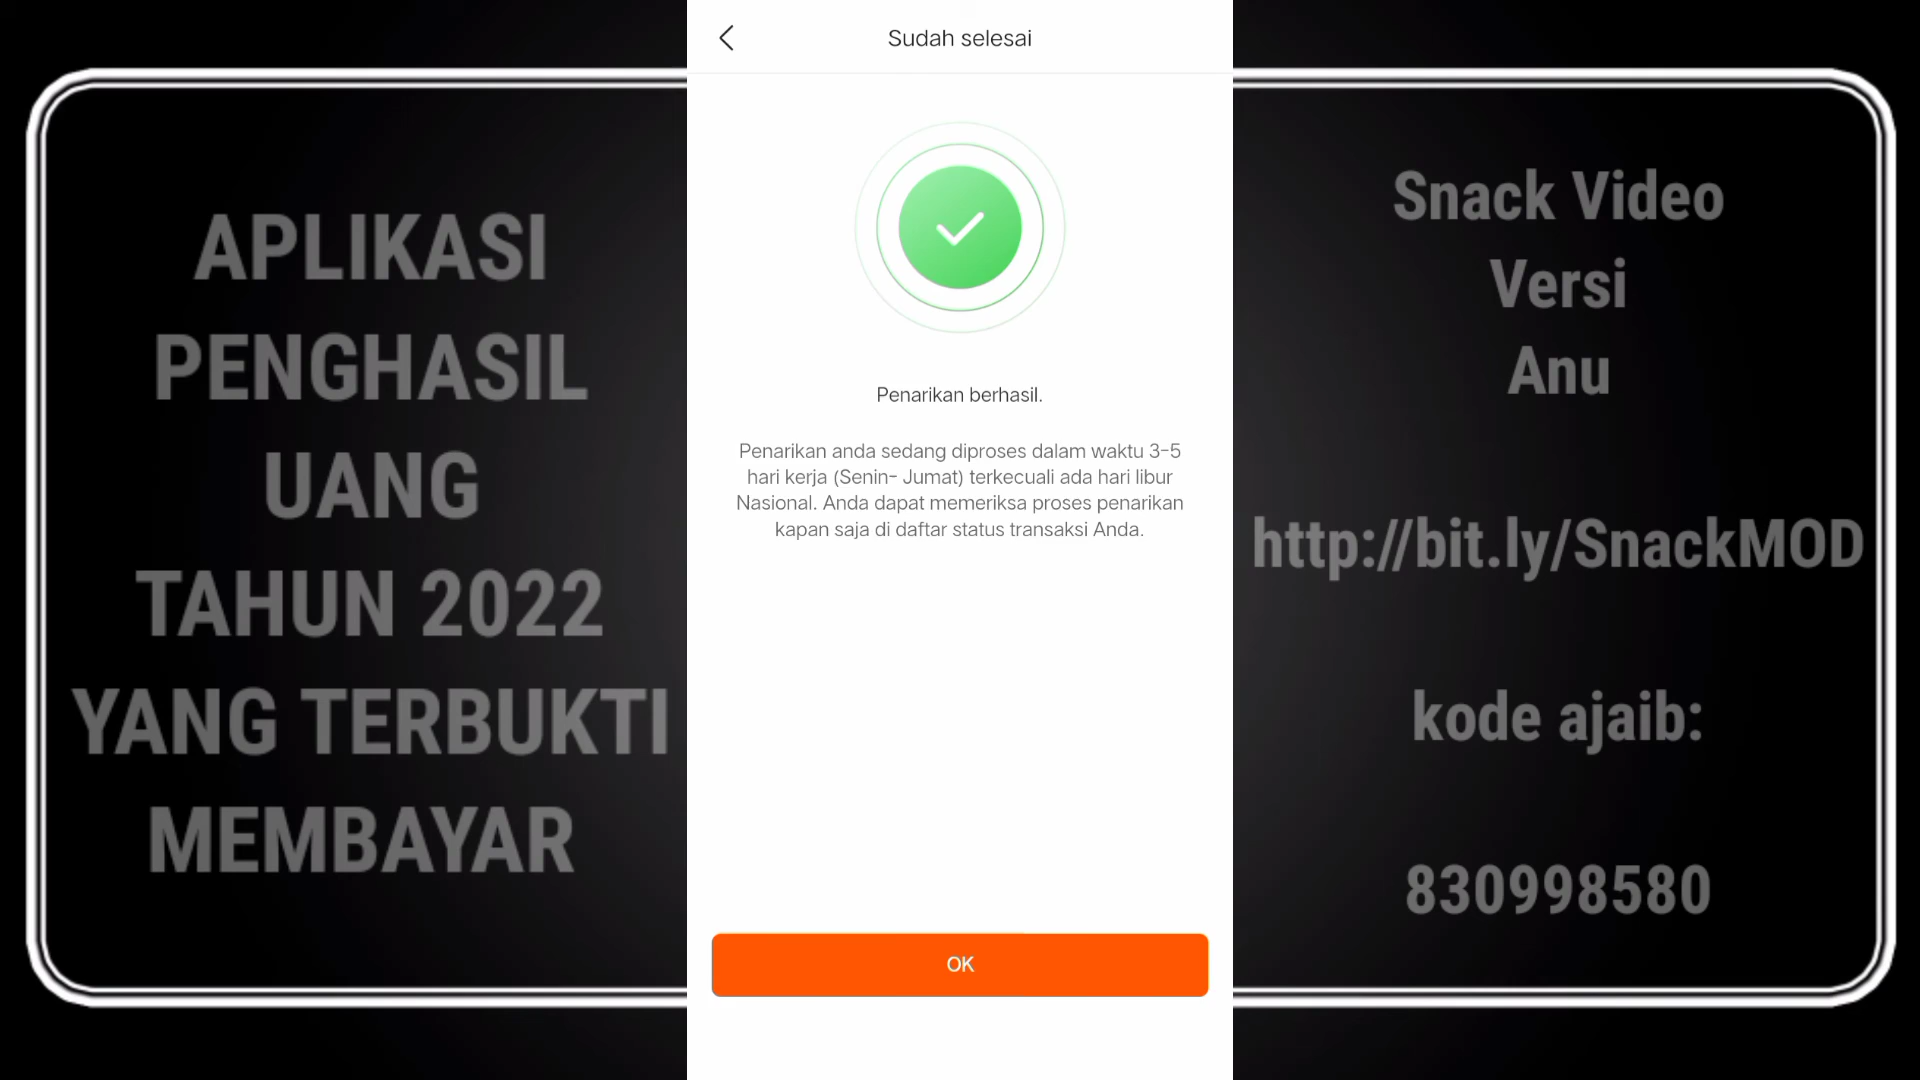 APLIKASI
PENGHASIL
UANG
TAHUN 2022
YANG TERBUKTI
MEMBAYAR
Sudah selesai
Penarikan berhasil.
Penarikan anda sedang diproses dalam waktu 3-5
hari kerja (Senin- Jumat) terkecuali ada hari libur
Nasional. Anda dapat memeriksa proses penarikan
kapan saja di daftar status transaksi Anda.
OK
Snack Video
Versi
Anu
http://bit.ly/SnackMOD
kode ajaib:
830998580